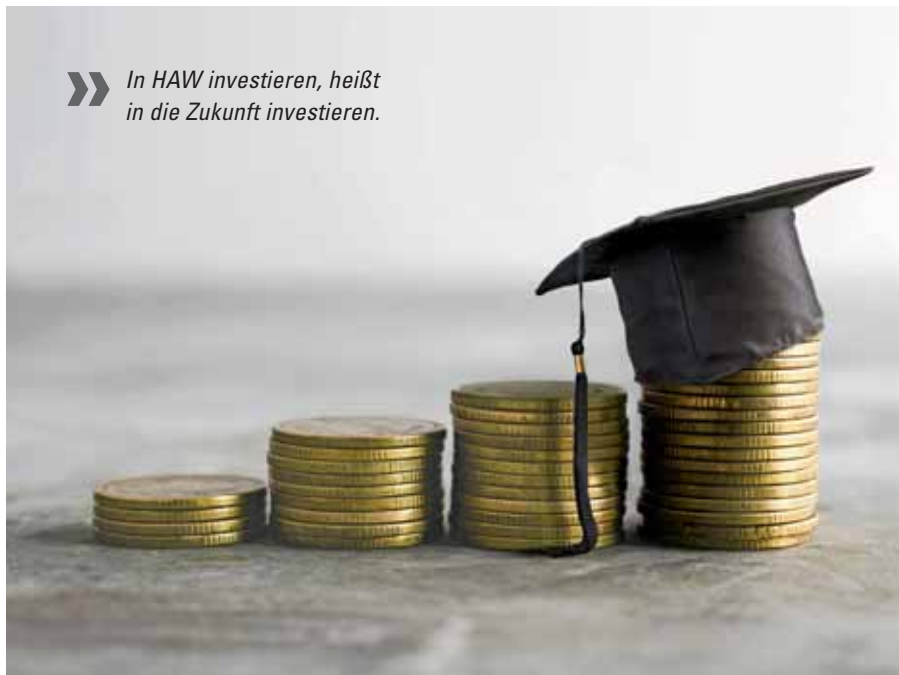 In HAW investieren, heißt
in die Zukunft investieren.